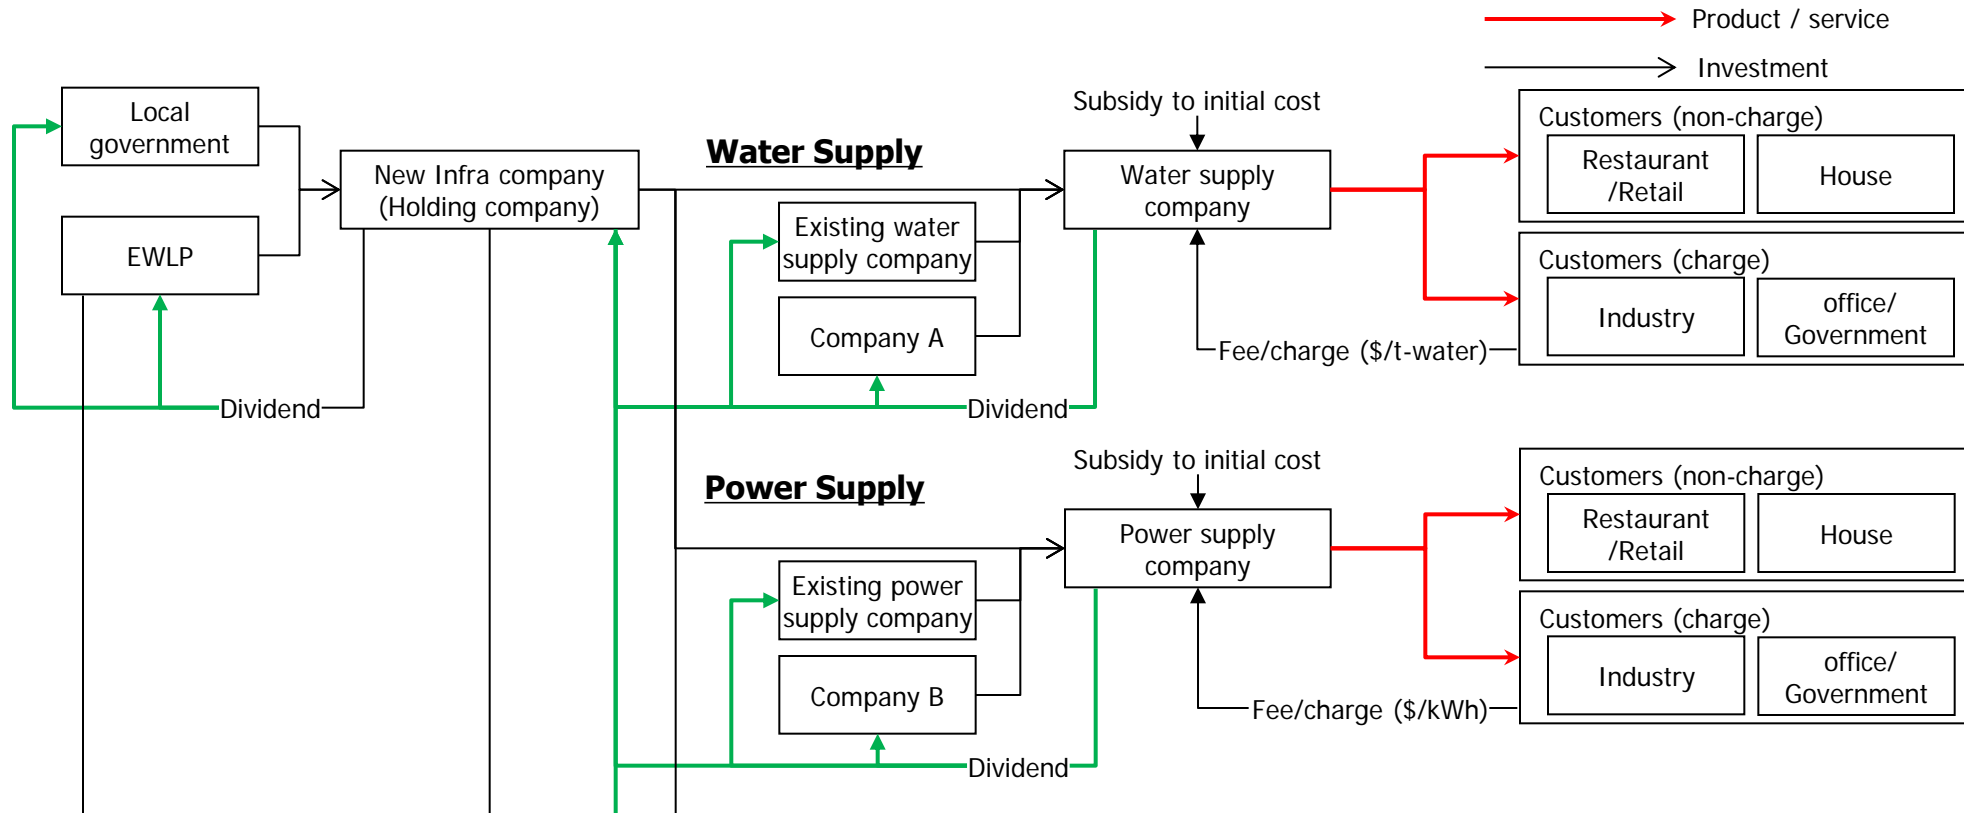 Product / service
Investment
Local
government
EWLP
New Infra company
(Holding company)
Dividend
Water Supply
Subsidy to initial cost
Water supply
company
Existing water
supply company
Company A
Dividend
Fee/charge ($/t-water)
Customers (non-charge)
Restaurant
/Retail
House
Customers (charge)
Industry
office/
Government
Power Supply
Subsidy to initial cost
Power supply
company
Existing power
supply company
Company B
Dividend
Fee/charge ($/kWh)
Customers (non-charge)
Restaurant
/Retail
House
Customers (charge)
Industry
office/
Government